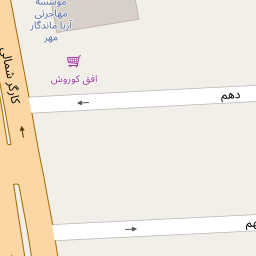 موسسه
مهاجرتی
آریا ماندگار
مهر
افق کوروش
کارگر شمالی
دهم